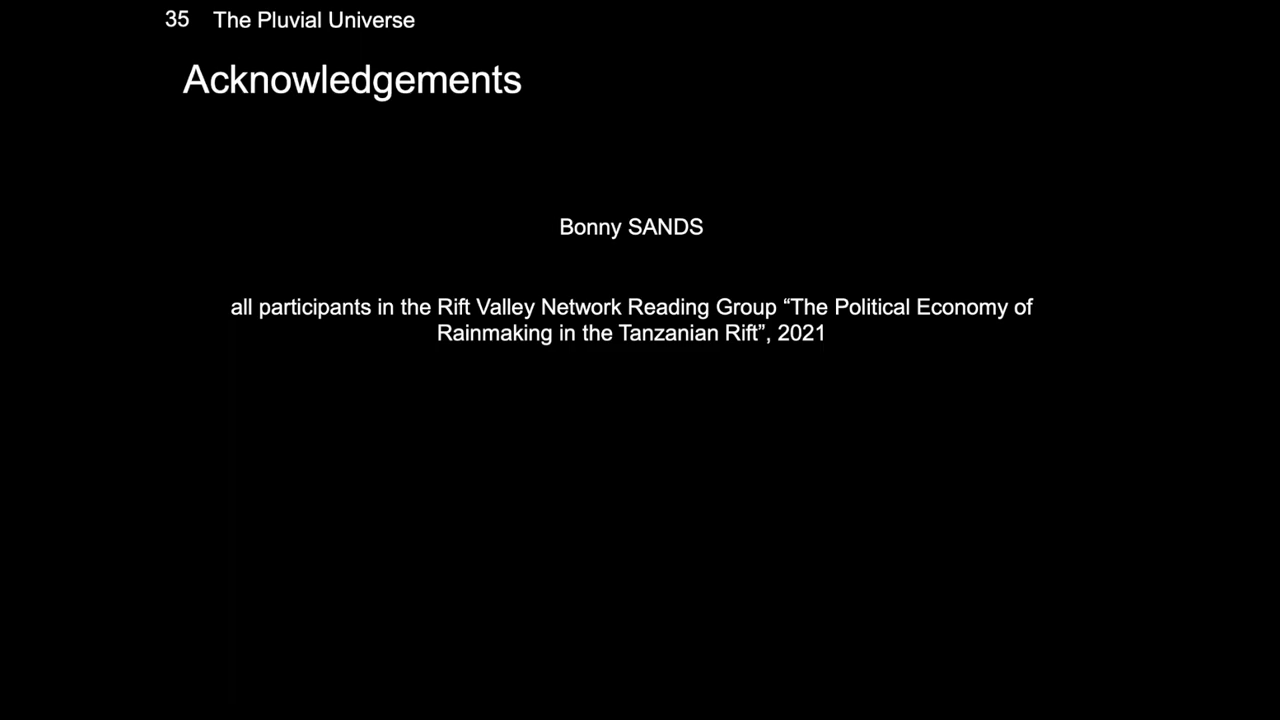 35 The Pluvial Universe
Acknowledgements
Bonny SANDS
all participants in the Rift Valley Network Reading Group “The Political Economy of
Rainmaking in the Tanzanian Rift”, 2021